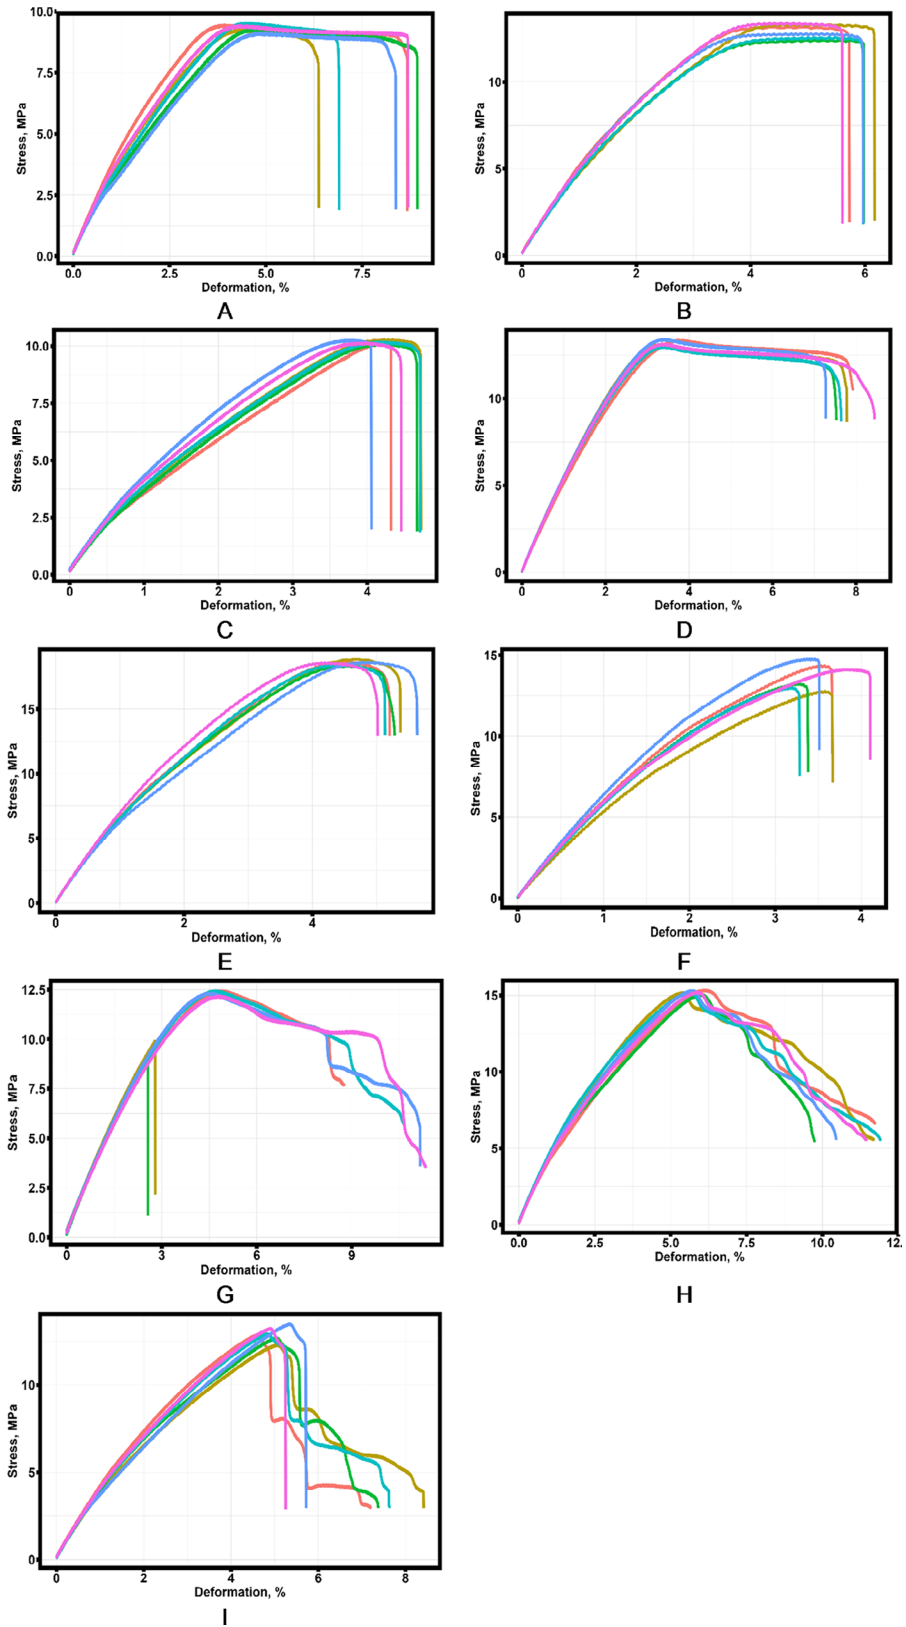 10.0
7.5
5.0
2.5
0.0
Stress, MPa
0.0 2.5 5.0 7.5
Deformation, %
A
10
5
0
Stress, MPa
0 2 4 6
Deformation, %
B
10.0
7.5
5.0
2.5
0.0
Stress, MPa
0 1 2 3 4
Deformation, %
C
10
5
0
Stress, MPa
0 2 4 6 8
Deformation, %
D
15
10
5
0
Stress, MPa
0 2 4
Deformation, %
E
15
10
5
0
Stress, MPa
0 1 2 3 4
Deformation, %
F
12.5
10.0
7.5
5.0
2.5
0.0
Stress, MPa
0 3 6 9
Deformation, %
G
15
10
5
0
Stress, MPa
0.0 2.5 5.0 7.5 10.0 12.
Deformation, %
H
10
5
0
Stress, MPa
0 2 4 6 8
Deformation, %
I